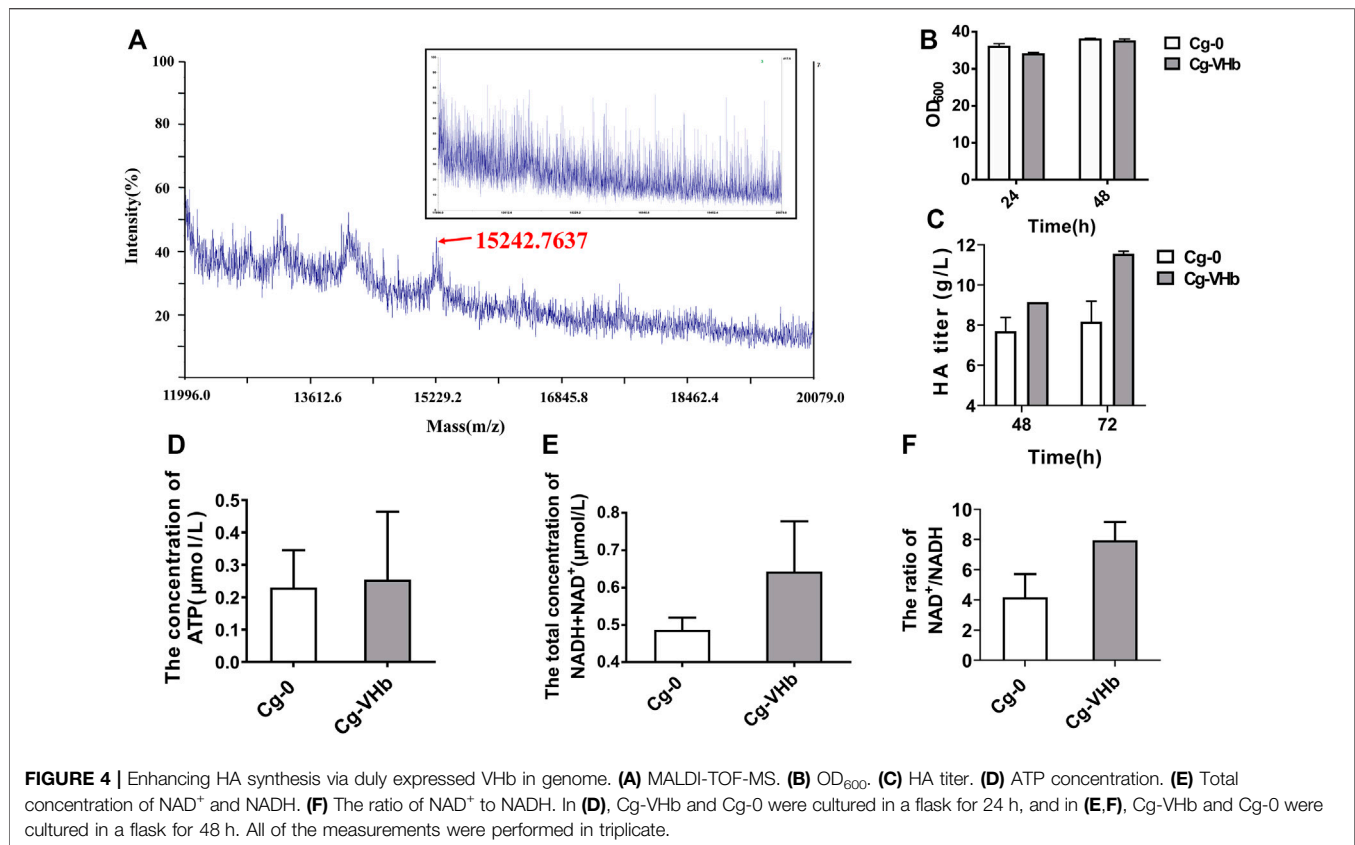 A
100
80
60
40
20
Intensity(%)
15242.7637
11996.0
13612.6
15229.2
16845.8
18462.4
20079.0
Mass(m/z)
B
40
30
20
10
0
OD600
24
48
Time(h)
Cg-0
Cg-VHb
C
12
10
8
6
4
HA titer (g/L)
48
72
Time(h)
Cg-0
Cg-VHb
D
The concentration of
ATP(μmol/L)
0.5
0.4
0.3
0.2
0.1
0.0
Cg-0
Cg-VHb
E
The total concentration of
NADH+NAD+(μmol/L)
0.8
0.7
0.6
0.5
0.4
Cg-0
Cg-VHb
F
The ratio of
NAD+/NADH
10
8
6
4
2
0
Cg-0
Cg-VHb
FIGURE 4 | Enhancing HA synthesis via duly expressed VHb in genome. (A) MALDI-TOF-MS. (B) OD600. (C) HA titer. (D) ATP concentration. (E) Total
concentration of NAD+ and NADH. (F) The ratio of NAD+ to NADH. In (D), Cg-VHb and Cg-0 were cultured in a flask for 24 h, and in (E,F), Cg-VHb and Cg-0 were
cultured in a flask for 48 h. All of the measurements were performed in triplicate.